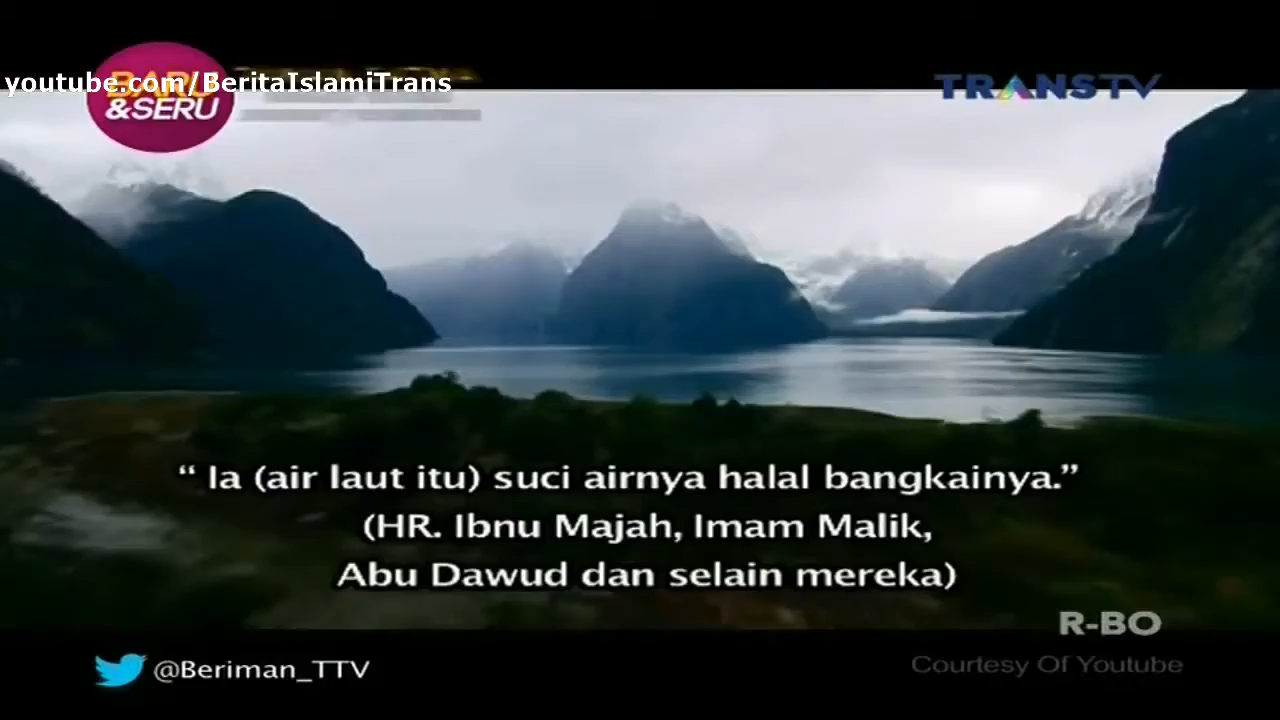 youtube.com/BeritaIslamiTrans
BARU
&SERU
TRANSTV
“ Ia (air laut itu) suci airnya halal bangkainya.”
(HR. Ibnu Majah, Imam Malik,
Abu Dawud dan selain mereka)
R-BO
@Beriman_TTV
Courtesy Of Youtube